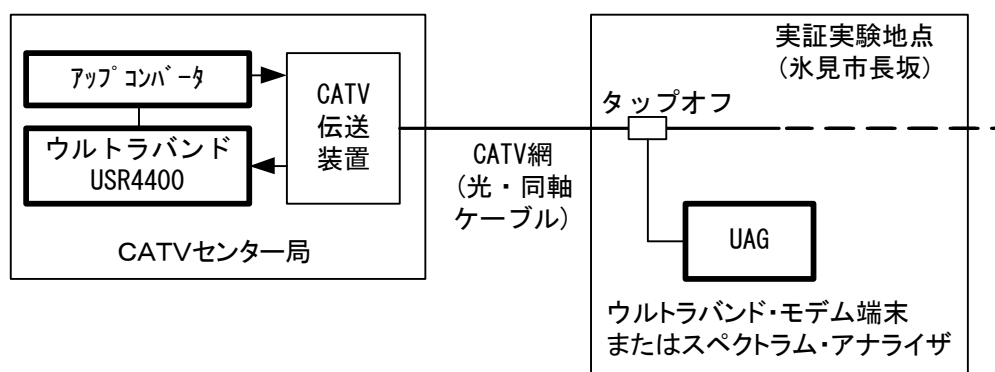 アップコンバータ
ウルトラバンド
USR4400
CATV
伝送
装置
CATVセンター局
CATV網
(光・同軸
ケーブル)
実証実験地点
(氷見市長坂)
タップオフ
UAG
ウルトラバンド・モデム端末
またはスペクトラム・アナライザ